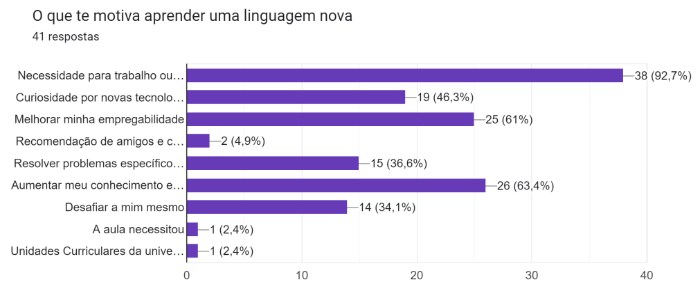 O que te motiva aprender uma linguagem nova
41 respostas
Necessidade para trabalho ou… 38 (92,7%)
Curiosidade por novas tecnolo… 19 (46,3%)
Melhorar minha empregabilidade 25 (61%)
Recomendação de amigos e c… 2 (4,9%)
Resolver problemas específico… 15 (36,6%)
Aumentar meu conhecimento e… 26 (63,4%)
Desafiar a mim mesmo 14 (34,1%)
A aula necessitou 1 (2,4%)
Unidades Curriculares da unive… 1 (2,4%)
0 10 20 30 40